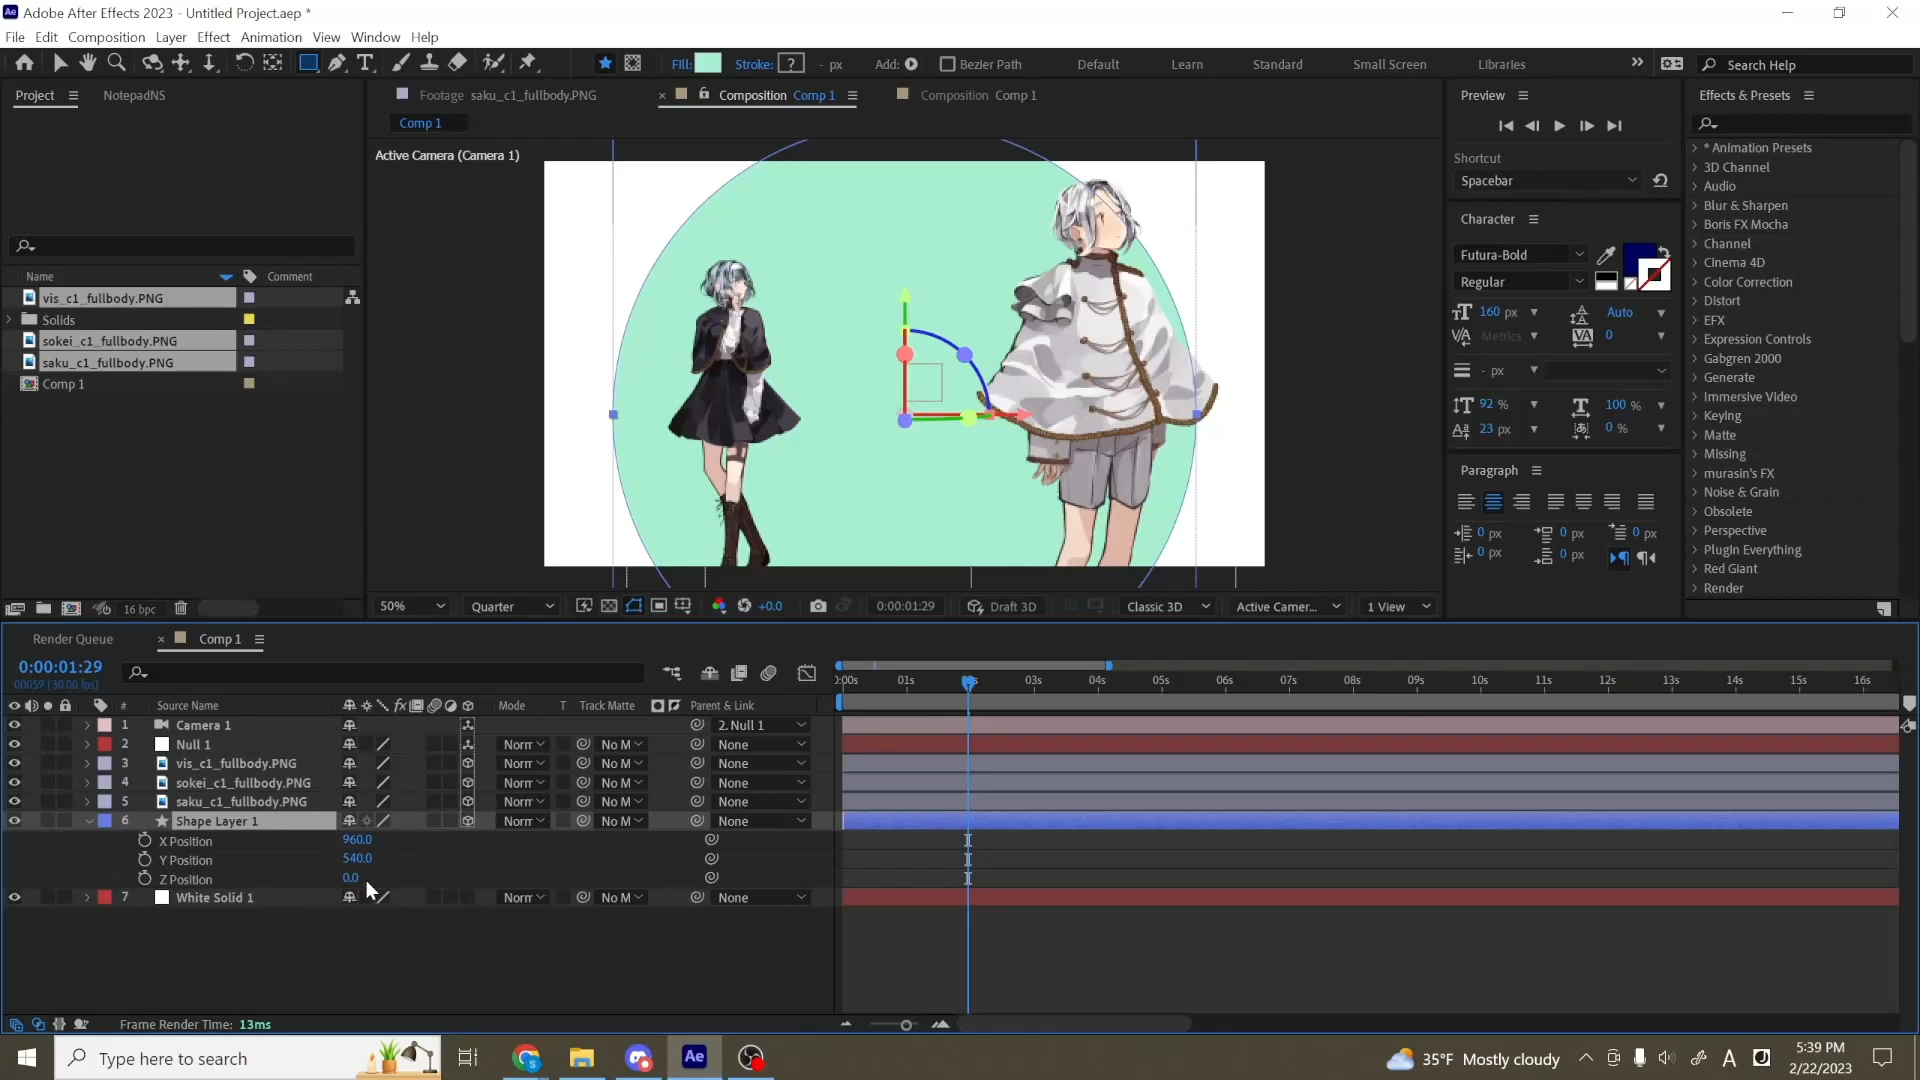 Adobe After Effects 2023 - Untitled Project.aep *
File Edit Composition Layer Effect Animation View Window Help
Fill: Stroke: ? - px Add: Bezier Path Default Learn Standard Small Screen Libraries Search Help
Project NotepadNS
Footage saku_c1_fullbody.PNG Composition Comp 1 Composition Comp 1
Comp 1
Active Camera (Camera 1)
Name Comment
vis_c1_fullbody.PNG
Solids
sokei_c1_fullbody.PNG
saku_c1_fullbody.PNG
Comp 1
16 bpc
50% Quarter +0.0 0:00:01:29 Draft 3D Classic 3D Active Camer... 1 View
Preview
Shortcut
Spacebar
Character
Futura-Bold
Regular
160 px Auto
Metrics 0
- px
92 % 100 %
23 px 0 %
Paragraph
0 px 0 px 0 px
0 px 0 px
Effects & Presets
* Animation Presets
3D Channel
Audio
Blur & Sharpen
Boris FX Mocha
Channel
Cinema 4D
Color Correction
Distort
EFX
Expression Controls
Gabgren 2000
Generate
Immersive Video
Keying
Matte
Missing
murasin's FX
Noise & Grain
Obsolete
Perspective
Plugin Everything
Red Giant
Render
Render Queue Comp 1
0:00:01:29
00059 (30.00 fps)
# Source Name Mode T Track Matte Parent & Link
1 Camera 1 2. Null 1
2 Null 1 Norr No M None
3 vis_c1_fullbody.PNG Norr No M None
4 sokei_c1_fullbody.PNG Norr No M None
5 saku_c1_fullbody.PNG Norr No M None
6 Shape Layer 1 Norr No M None
X Position 960.0
Y Position 540.0
Z Position 0.0
7 White Solid 1 Norr No M None
):00s 01s 03s 04s 05s 06s 07s 08s 09s 10s 11s 12s 13s 14s 15s 16s
Frame Render Time: 13ms
Type here to search
Ae
35°F Mostly cloudy
A
5:39 PM
2/22/2023